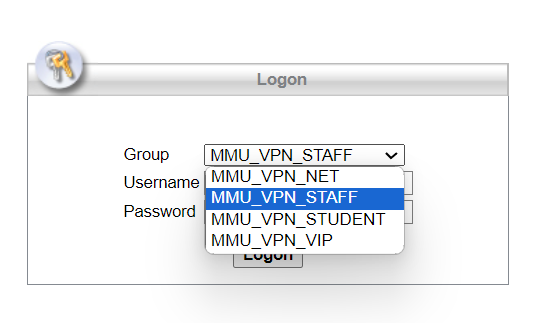 Logon
Group MMU_VPN_STAFF
MMU_VPN_NET
Username
MMU_VPN_STAFF
Password
MMU_VPN_STUDENT
MMU_VPN_VIP
Logon